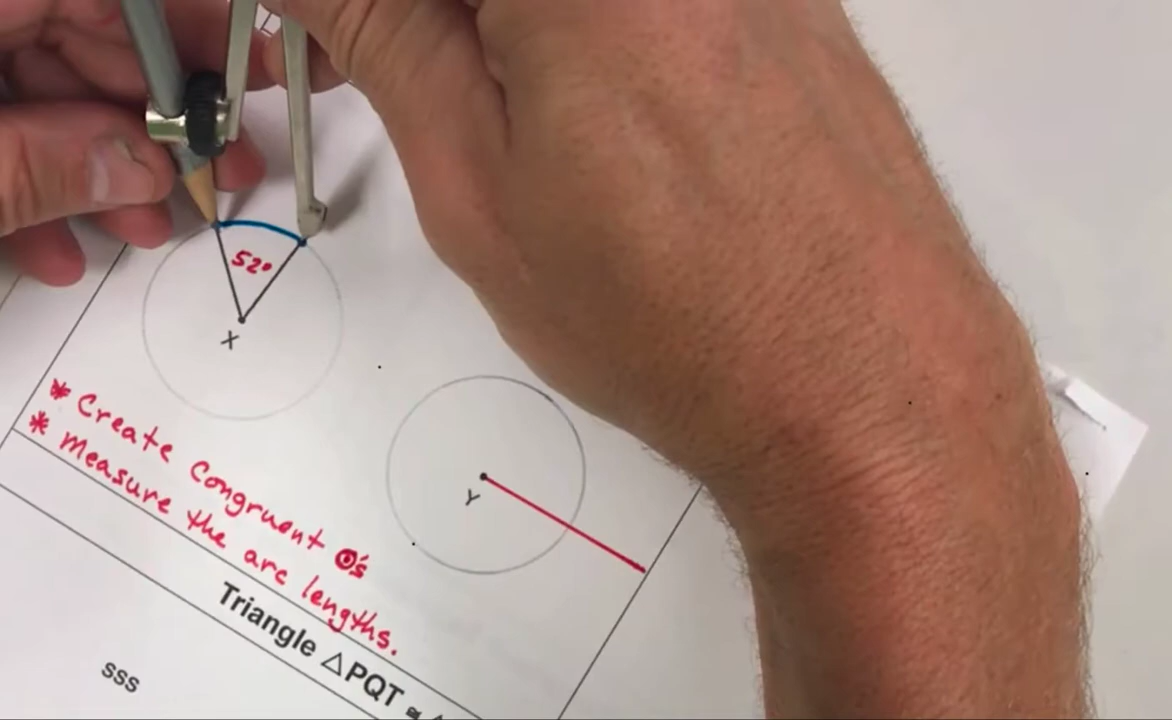 52°
X
* Create Congruent ⊙'s
* Measure the arc lengths.
Y
Triangle △PQT ≅
SSS